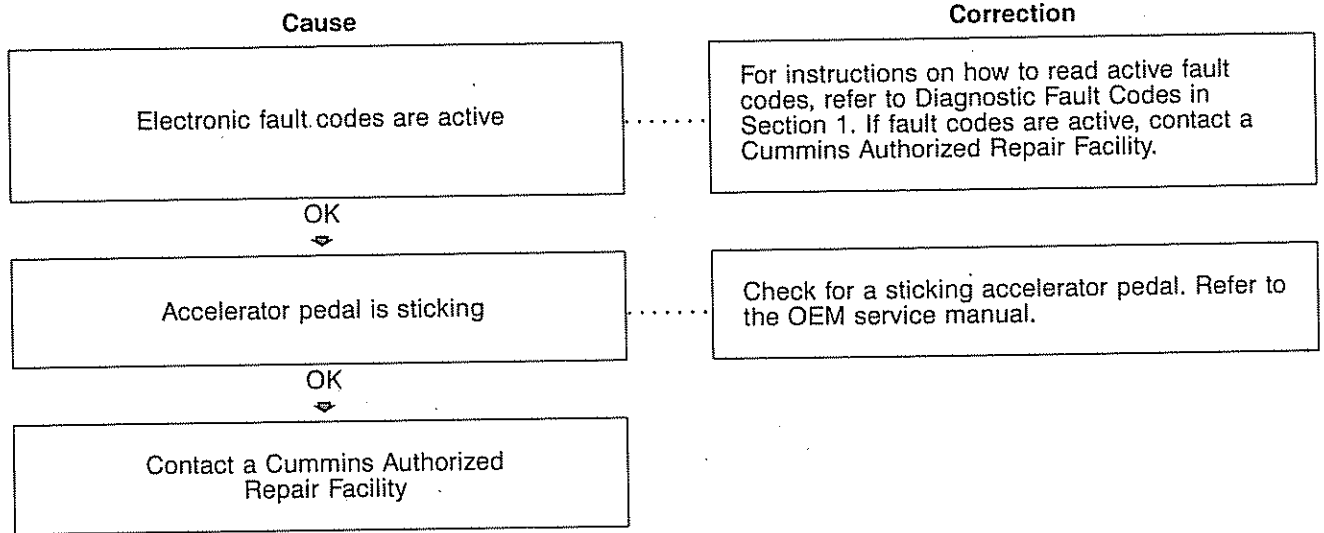 Cause
Correction
Electronic fault codes are active
For instructions on how to read active fault
codes, refer to Diagnostic Fault Codes in
Section 1. If fault codes are active, contact a
Cummins Authorized Repair Facility.
OK
Accelerator pedal is sticking
Check for a sticking accelerator pedal. Refer to
the OEM service manual.
OK
Contact a Cummins Authorized
Repair Facility